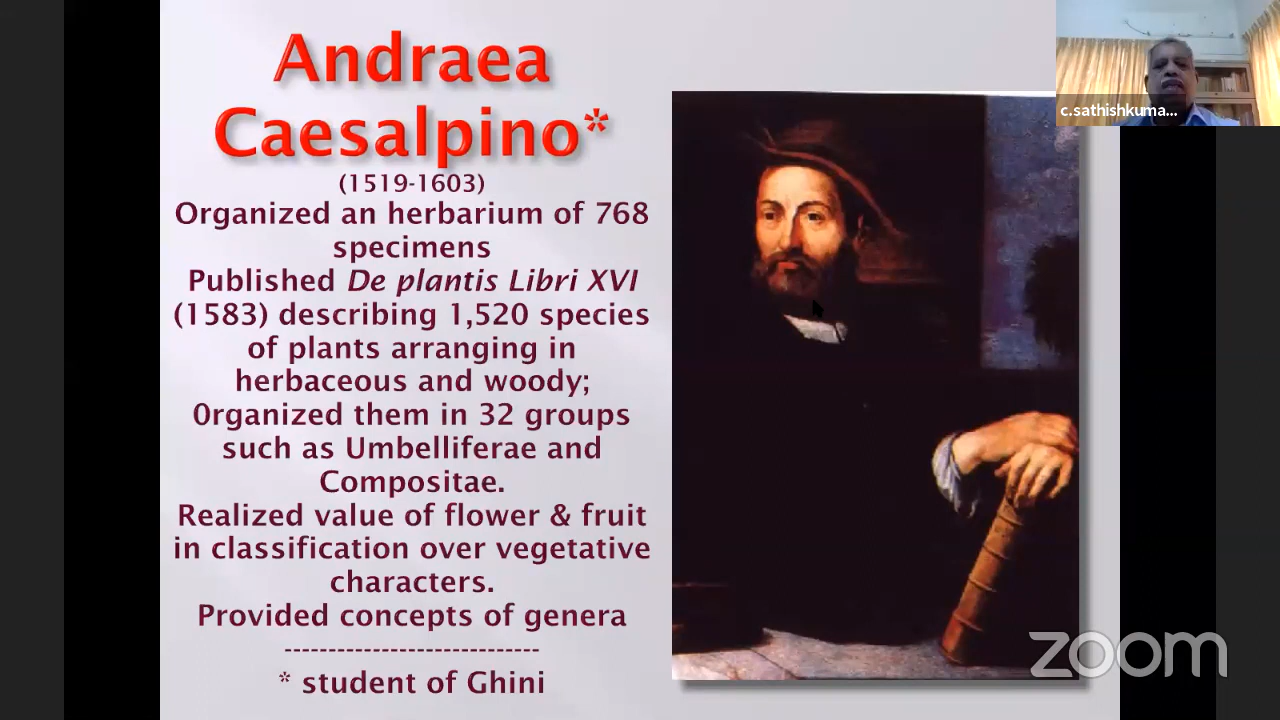 Andraea
Caesalpino*
(1519-1603)
Organized an herbarium of 768
specimens
Published De plantis Libri XVI
(1583) describing 1,520 species
of plants arranging in
herbaceous and woody;
0rganized them in 32 groups
such as Umbelliferae and
Compositae.
Realized value of flower & fruit
in classification over vegetative
characters.
Provided concepts of genera
----------------------------
* student of Ghini
c.sathishkuma...
zoom